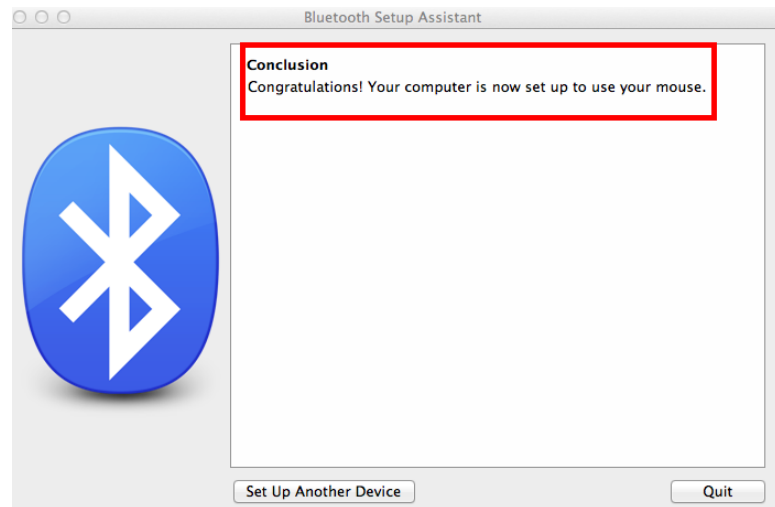 Bluetooth Setup Assistant
Conclusion
Congratulations! Your computer is now set up to use your mouse.
Set Up Another Device
Quit